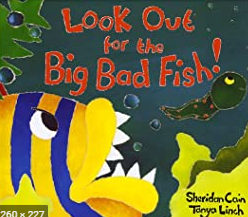 Look Out
for the
Big Bad Fish!
Sheridan Cain
Tanya Linch
260 × 227